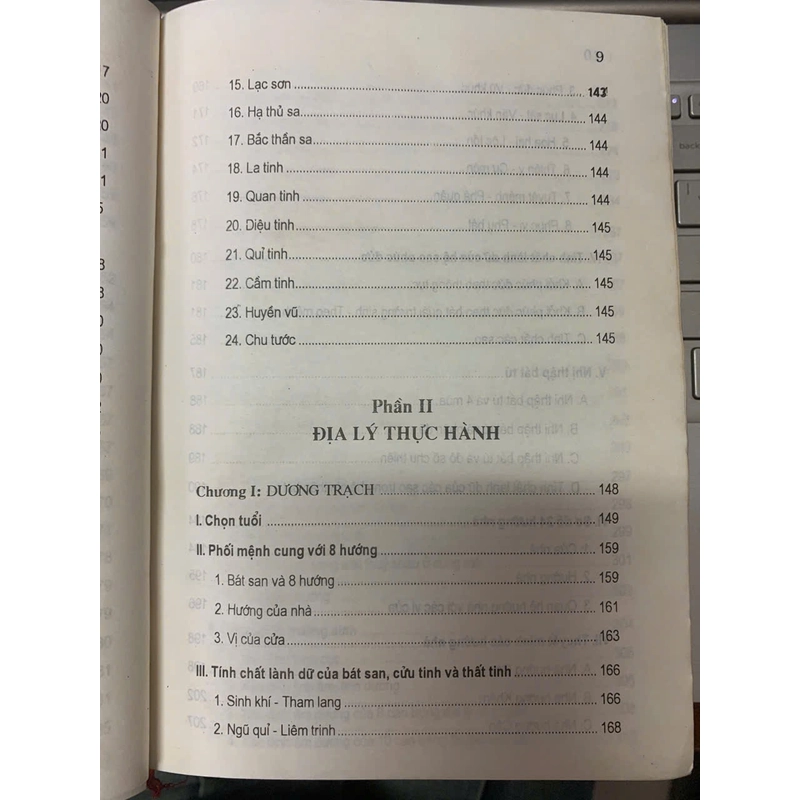 9
15. Lạc sơn 143
16. Hạ thủ sa 144
17. Bắc thần sa 144
18. La tinh 144
19. Quan tinh 144
20. Diệu tinh 145
21. Quỉ tinh 145
22. Cầm tinh 145
23. Huyền vũ 145
24. Chu tước 145
Phần II
ĐỊA LÝ THỰC HÀNH
Chương I: DƯƠNG TRẠCH 148
I. Chọn tuổi 149
II. Phối mệnh cung với 8 hướng 159
1. Bát san và 8 hướng 159
2. Hướng của nhà 161
3. Vị của cửa 163
III. Tính chất lành dữ của bát san, cửu tinh và thất tinh 166
1. Sinh khí - Tham lang 166
2. Ngũ quỉ - Liêm trinh 168